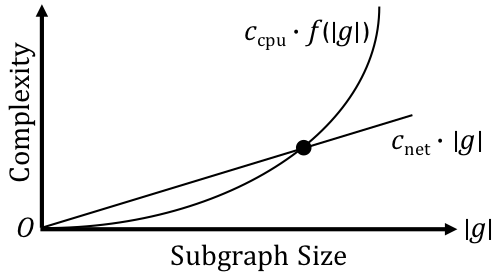 c_cpu · f(|g|)
Complexity
c_net · |g|
O
|g|
Subgraph Size